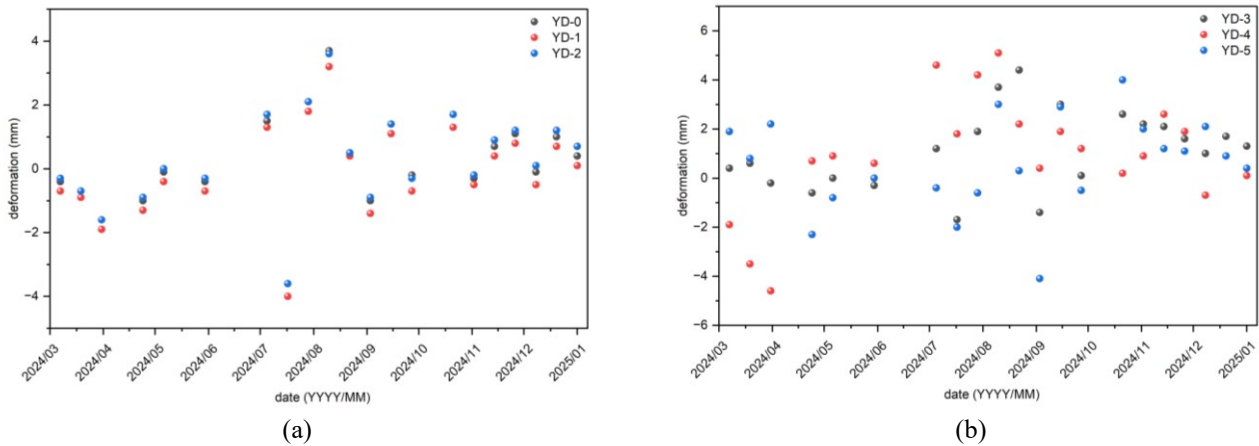 YD-0
YD-1
YD-2
4
2
0
−2
−4
deformation (mm)
2024/03
2024/04
2024/05
2024/06
2024/07
2024/08
2024/09
2024/10
2024/11
2024/12
2025/01
date (YYYY/MM)
(a)
YD-3
YD-4
YD-5
6
4
2
0
−2
−4
−6
deformation (mm)
2024/03
2024/04
2024/05
2024/06
2024/07
2024/08
2024/09
2024/10
2024/11
2024/12
2025/01
date (YYYY/MM)
(b)